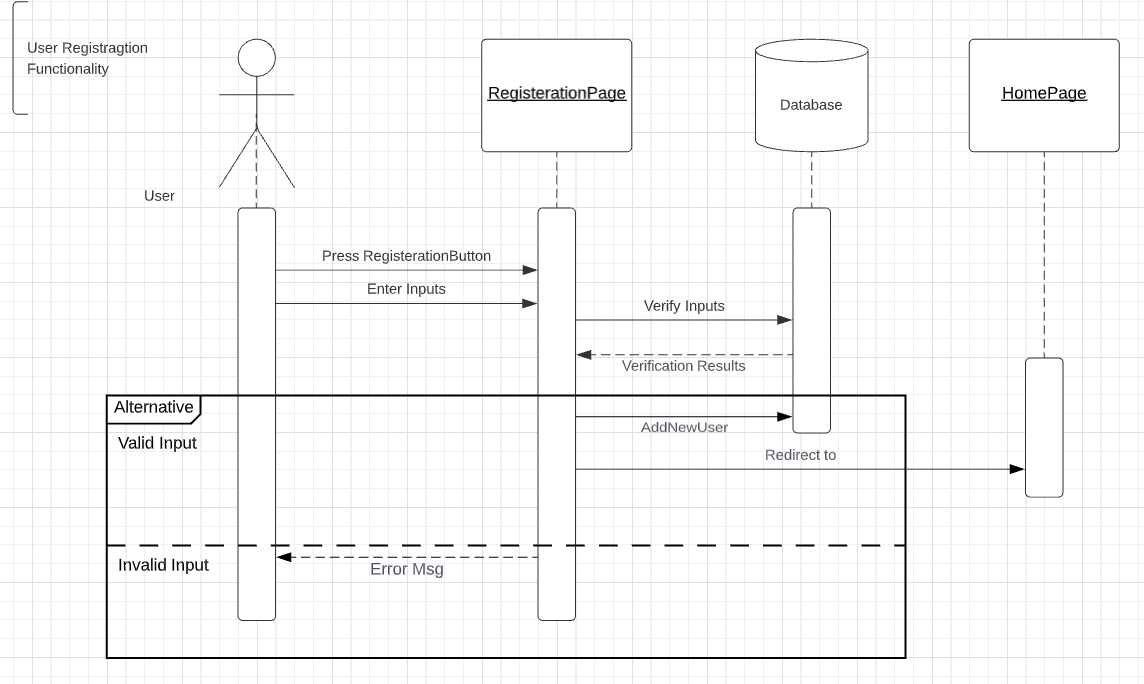 User Registragtion
Functionality
RegisterationPage
Database
HomePage
User
Press RegisterationButton
Enter Inputs
Verify Inputs
Verification Results
Alternative
AddNewUser
Valid Input
Redirect to
Invalid Input
Error Msg